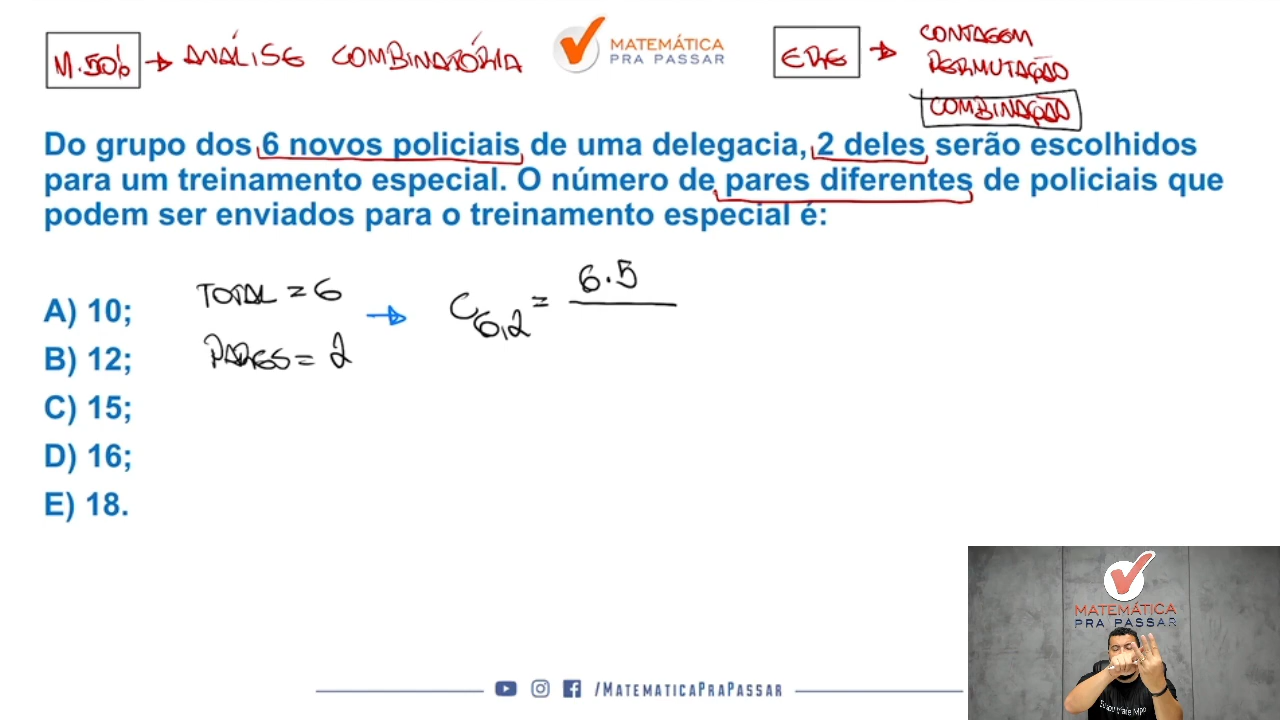 M.50% → ANÁLISE COMBINATÓRIA
MATEMÁTICA
PRA PASSAR
→ CONTAGEM
PERMUTAÇÃO
COMBINAÇÃO
Do grupo dos 6 novos policiais de uma delegacia, 2 deles serão escolhidos
para um treinamento especial. O número de pares diferentes de policiais que
podem ser enviados para o treinamento especial é:
A) 10;
B) 12;
C) 15;
D) 16;
E) 18.
TOTAL = 6
PARES = 2
→ C6,2 = 6.5
MATEMÁTICA
PRA PASSAR
/MATEMATICAPRAPASSAR